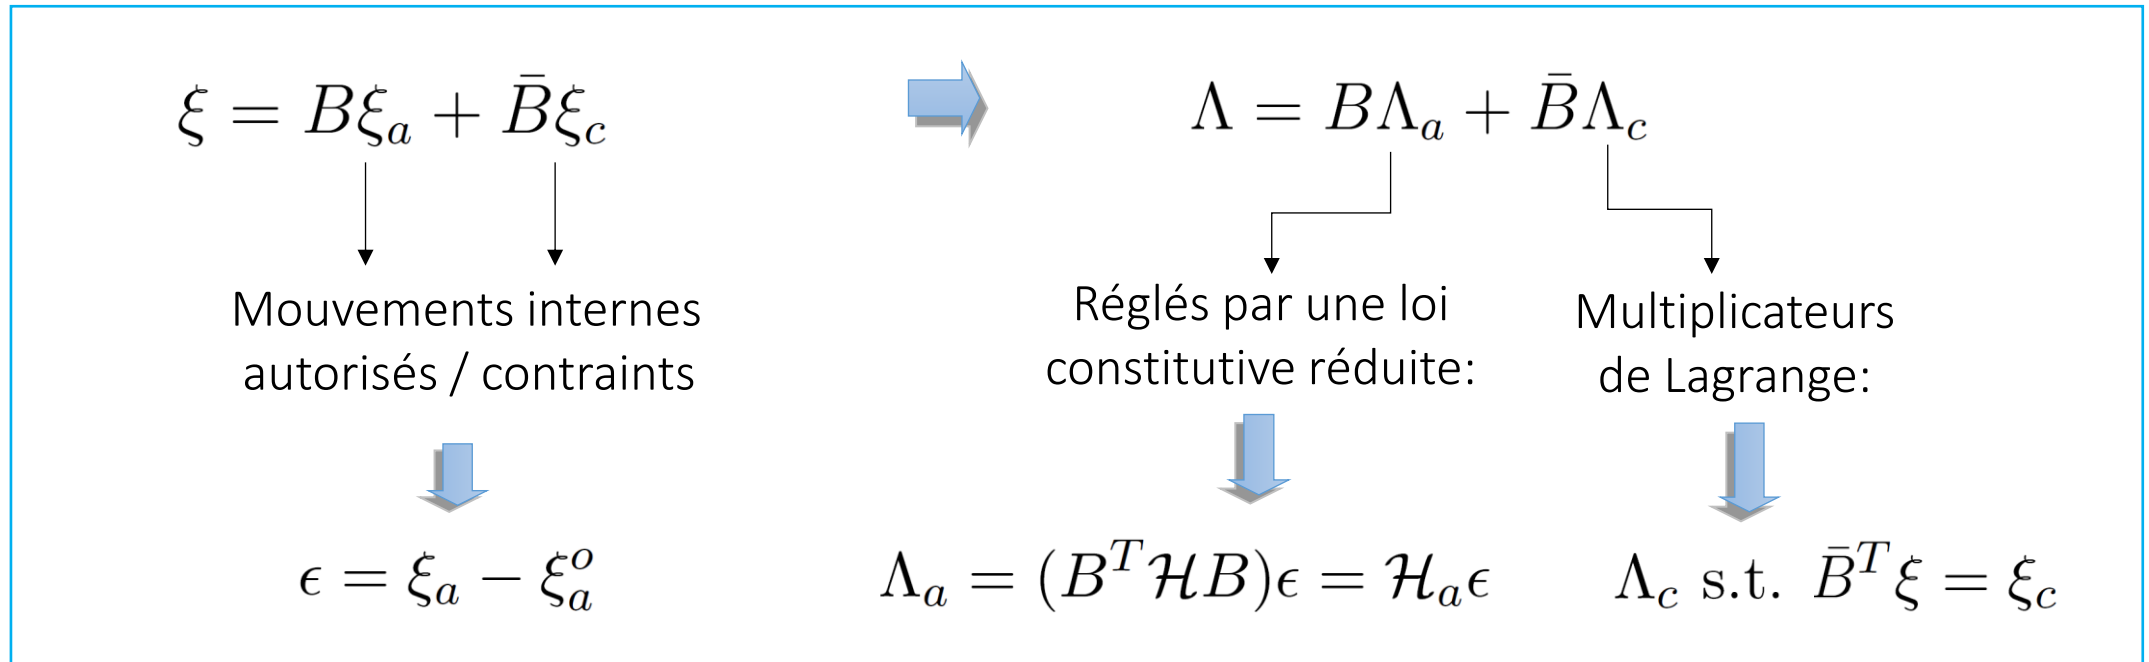 ξ = Bξ_a + B̄ξ_c
Λ = BΛ_a + B̄Λ_c
Mouvements internes
autorisés / contraints
Réglés par une loi
constitutive réduite:
Multiplicateurs
de Lagrange:
ϵ = ξ_a − ξ_a^o
Λ_a = (B^T ℋB)ϵ = ℋ_a ϵ
Λ_c s.t. B̄^T ξ = ξ_c